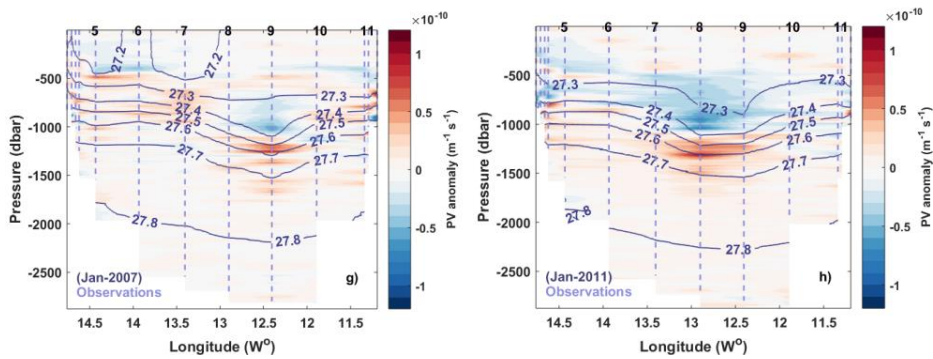 5 6 7 8 9 10 11
×10⁻¹⁰
27.2 27.2
-500
27.3 27.3
27.4 27.4
27.5 27.5
27.6 27.6
27.7 27.7
27.8 27.8
-1000
-1500
-2000
-2500
Pressure (dbar)
(Jan-2007)
Observations
g)
14.5 14 13.5 13 12.5 12 11.5
Longitude (Wᴼ)
1
0.5
0
-0.5
-1
PV anomaly (m⁻¹ s⁻¹)
5 6 7 8 9 10 11
×10⁻¹⁰
-500
27.3 27.3 27.3
27.4 27.4
27.5 27.5
27.6 27.6
27.7 27.7
27.8 27.8
-1000
-1500
-2000
-2500
Pressure (dbar)
(Jan-2011)
Observations
h)
14.5 14 13.5 13 12.5 12 11.5
Longitude (Wᴼ)
1
0.5
0
-0.5
-1
PV anomaly (m⁻¹ s⁻¹)